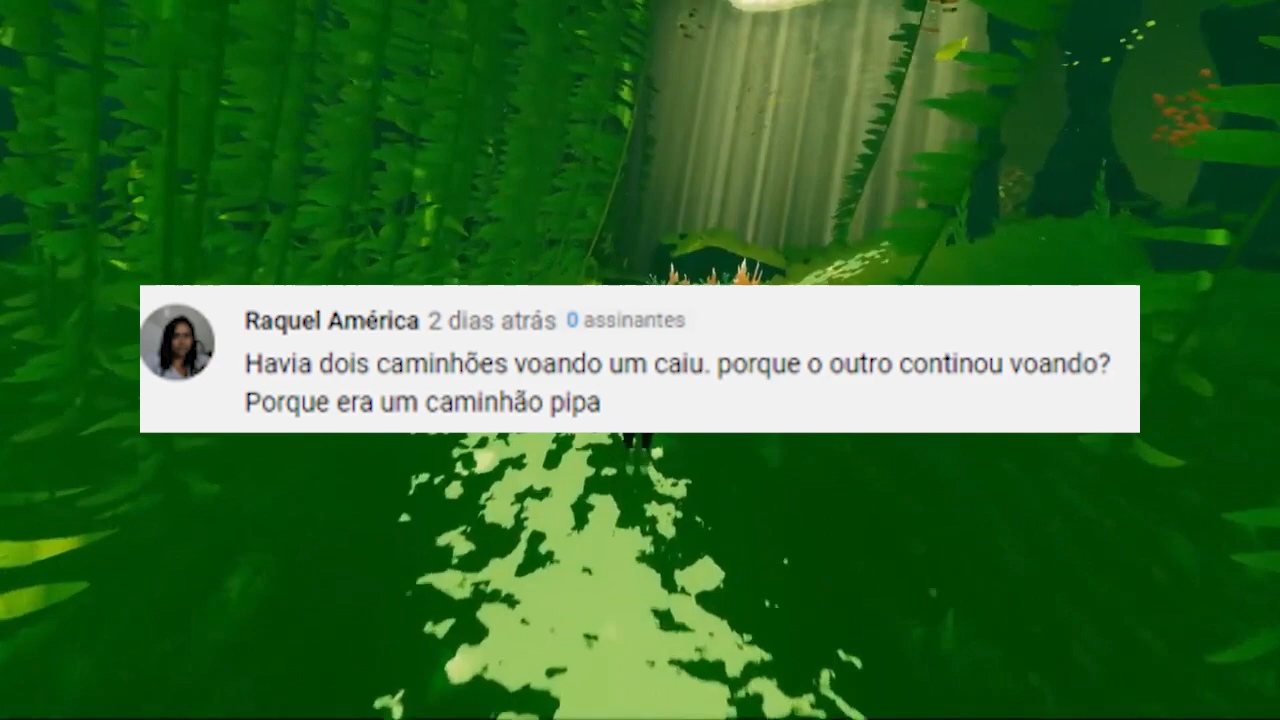 Raquel América 2 dias atrás 0 assinantes
Havia dois caminhões voando um caiu. porque o outro continou voando?
Porque era um caminhão pipa